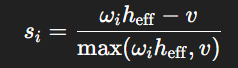 s_i = \frac{\omega_i h_{\text{eff}} - v}{\max(\omega_i h_{\text{eff}}, v)}